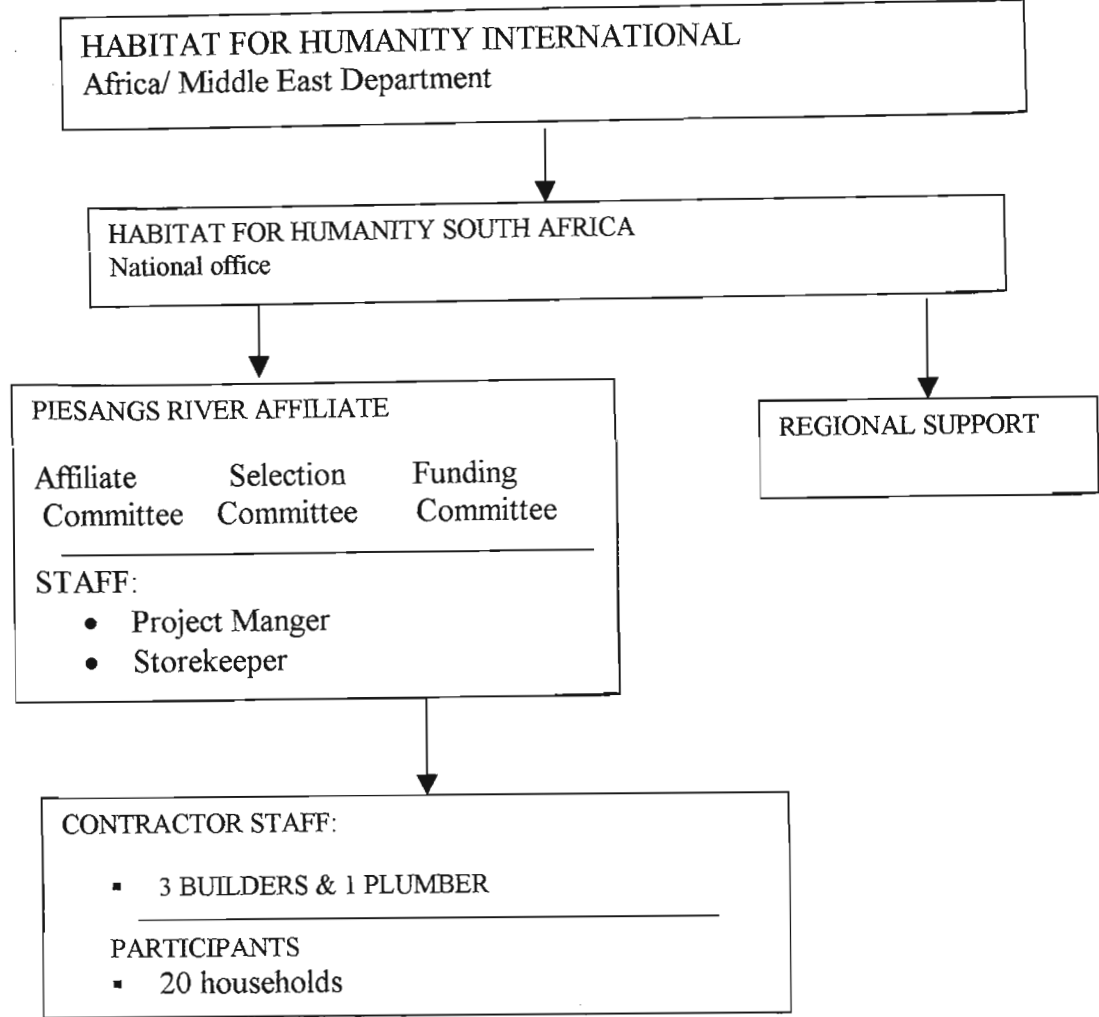 HABITAT FOR HUMANITY INTERNATIONAL
Africa/ Middle East Department
HABITAT FOR HUMANITY SOUTH AFRICA
National office
PIESANGS RIVER AFFILIATE
Affiliate Selection Funding
Committee Committee Committee
STAFF:
• Project Manger
• Storekeeper
REGIONAL SUPPORT
CONTRACTOR STAFF:
▪ 3 BUILDERS & 1 PLUMBER
PARTICIPANTS
▪ 20 households